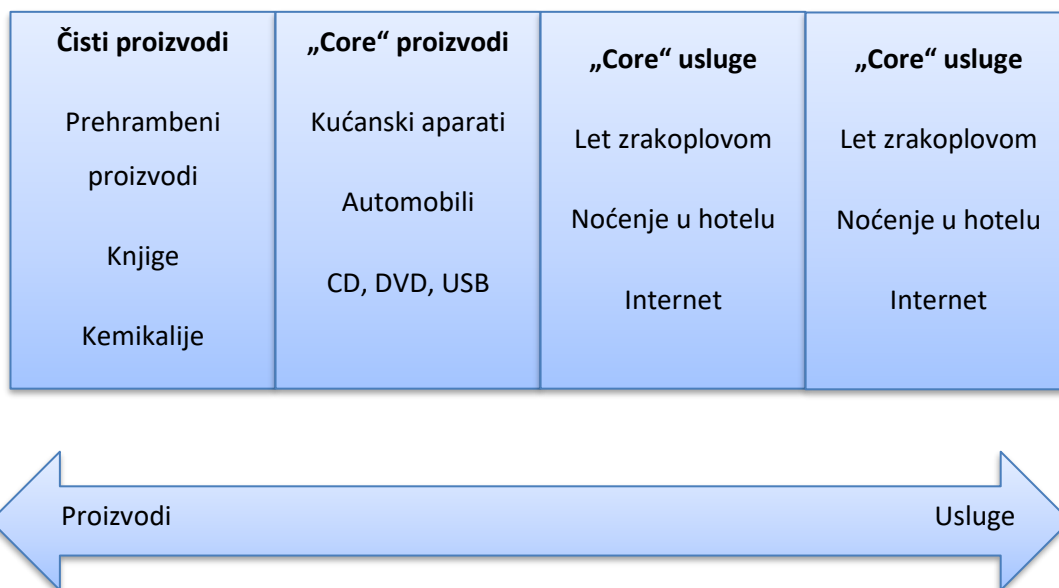 Čisti proizvodi
Prehrambeni
proizvodi
Knjige
Kemikalije
„Core“ proizvodi
Kućanski aparati
Automobili
CD, DVD, USB
„Core“ usluge
Let zrakoplovom
Noćenje u hotelu
Internet
„Core“ usluge
Let zrakoplovom
Noćenje u hotelu
Internet
Proizvodi
Usluge